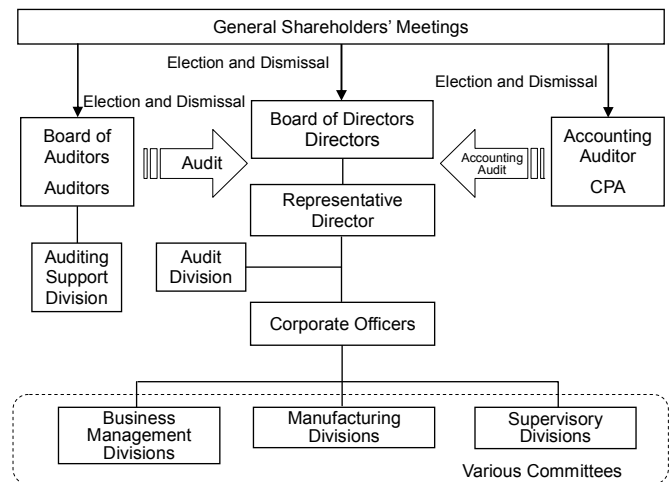 General Shareholders' Meetings
Election and Dismissal
Election and Dismissal
Election and Dismissal
Board of
Auditors
Auditors
Audit
Board of Directors
Directors
Accounting
Audit
Accounting
Auditor
CPA
Representative
Director
Auditing
Support
Division
Audit
Division
Corporate Officers
Business
Management
Divisions
Manufacturing
Divisions
Supervisory
Divisions
Various Committees